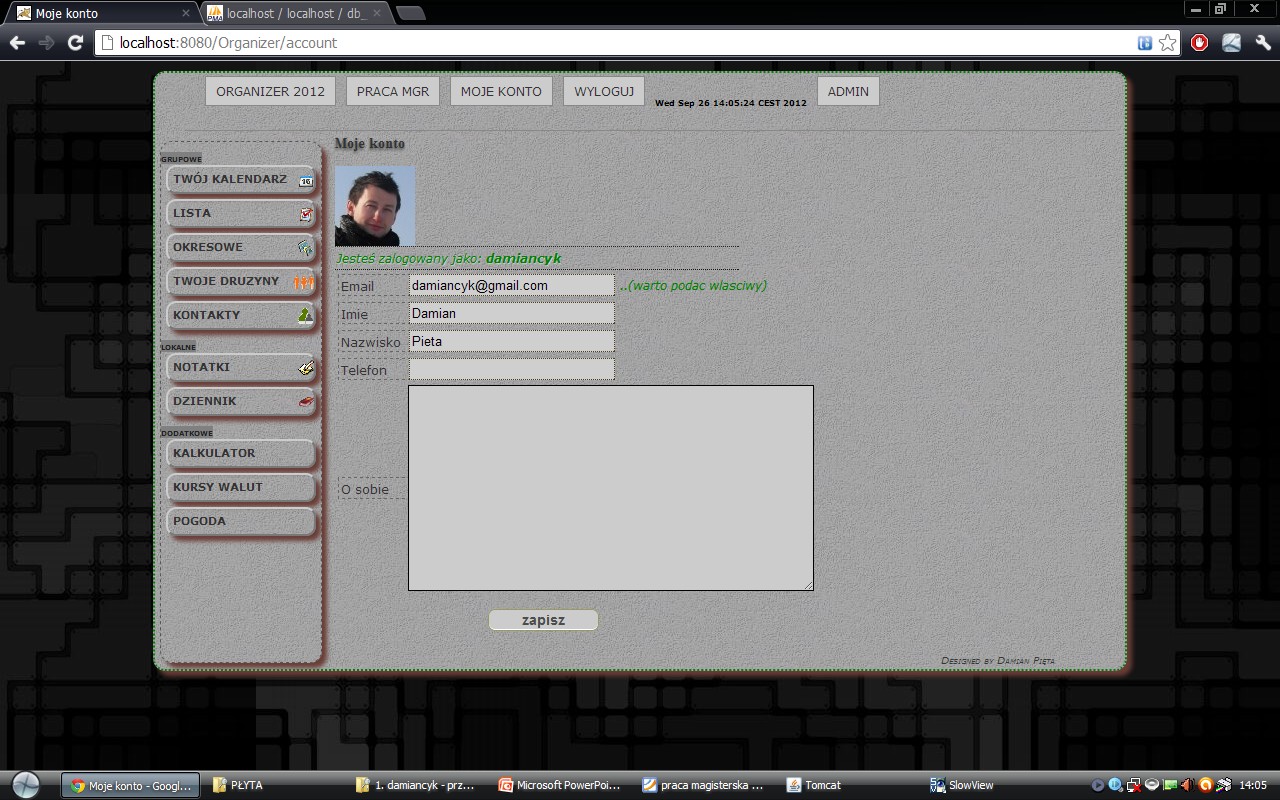 Moje konto
localhost / localhost / db_
localhost:8080/Organizer/account
ORGANIZER 2012
PRACA MGR
MOJE KONTO
WYLOGUJ
Wed Sep 26 14:05:24 CEST 2012
ADMIN
GRUPOWE
TWÓJ KALENDARZ
LISTA
OKRESOWE
TWOJE DRUZYNY
KONTAKTY
LOKALNE
NOTATKI
DZIENNIK
DODATKOWE
KALKULATOR
KURSY WALUT
POGODA
Moje konto
Jesteś zalogowany jako: damiancyk
Email damiancyk@gmail.com ..(warto podac wlasciwy)
Imie Damian
Nazwisko Pieta
Telefon
O sobie
zapisz
Designed by Damian Pięta
Moje konto - Googl...
PŁYTA
1. damiancyk - prz...
Microsoft PowerPoi...
praca magisterska ...
Tomcat
SlowView
14:05